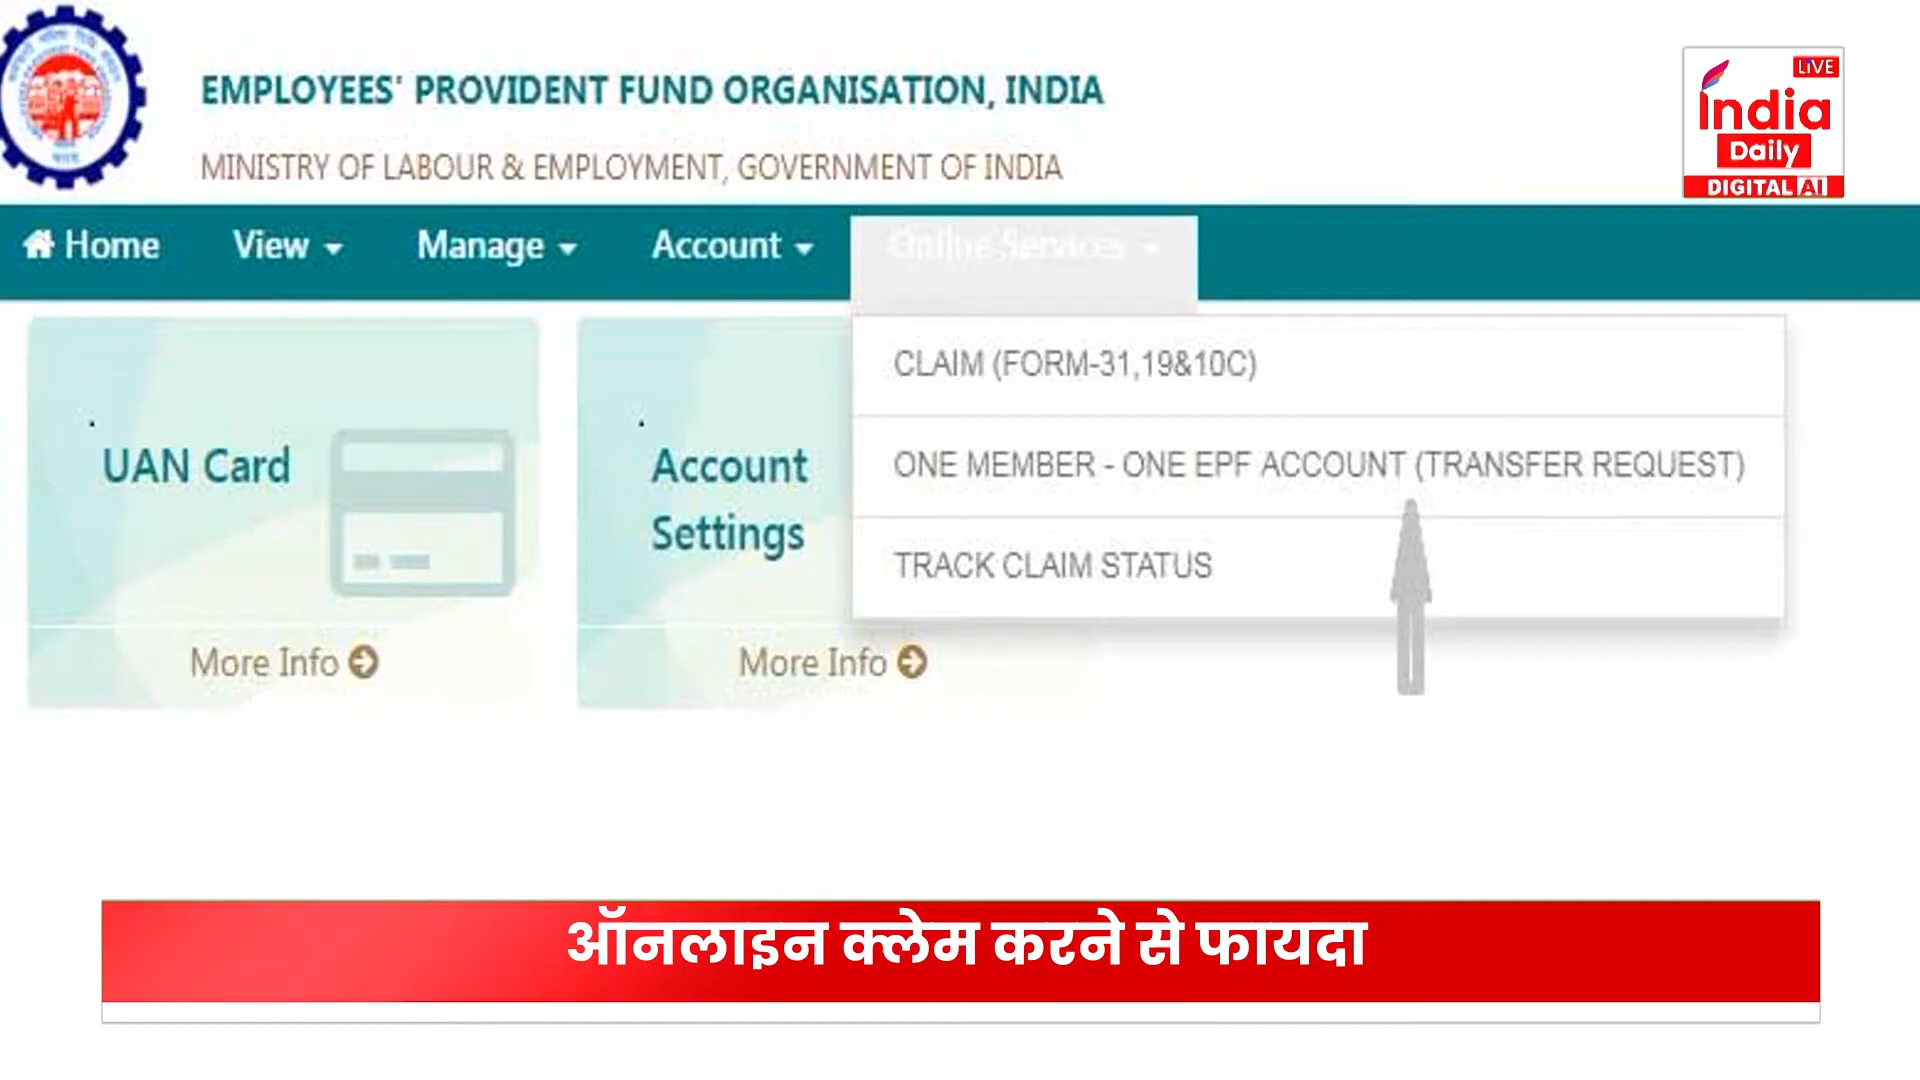 EMPLOYEES' PROVIDENT FUND ORGANISATION, INDIA
MINISTRY OF LABOUR & EMPLOYMENT, GOVERNMENT OF INDIA
LIVE
India
Daily
DIGITAL AI
Home View Manage Account Online Services
CLAIM (FORM-31,19&10C)
ONE MEMBER - ONE EPF ACCOUNT (TRANSFER REQUEST)
TRACK CLAIM STATUS
UAN Card
More Info
Account
Settings
More Info
ऑनलाइन क्लेम करने से फायदा